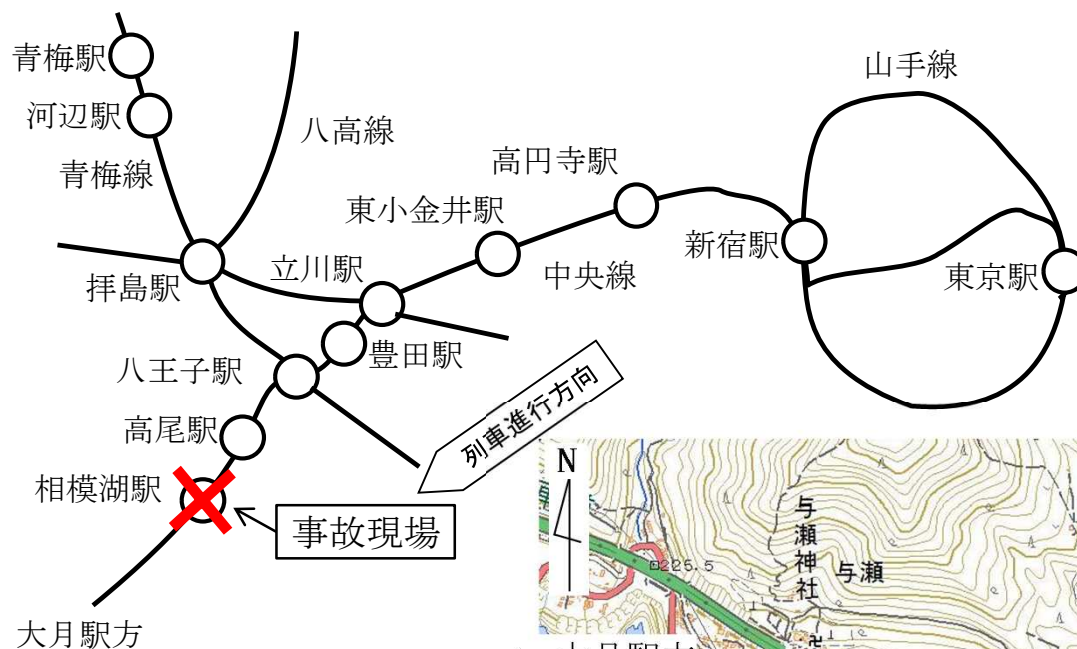 青梅駅
河辺駅
青梅線
八高線
山手線
高円寺駅
東小金井駅
新宿駅
中央線
東京駅
拝島駅
立川駅
豊田駅
八王子駅
列車進行方向
高尾駅
相模湖駅
事故現場
大月駅方
N
225.5
与瀬神社
与瀬